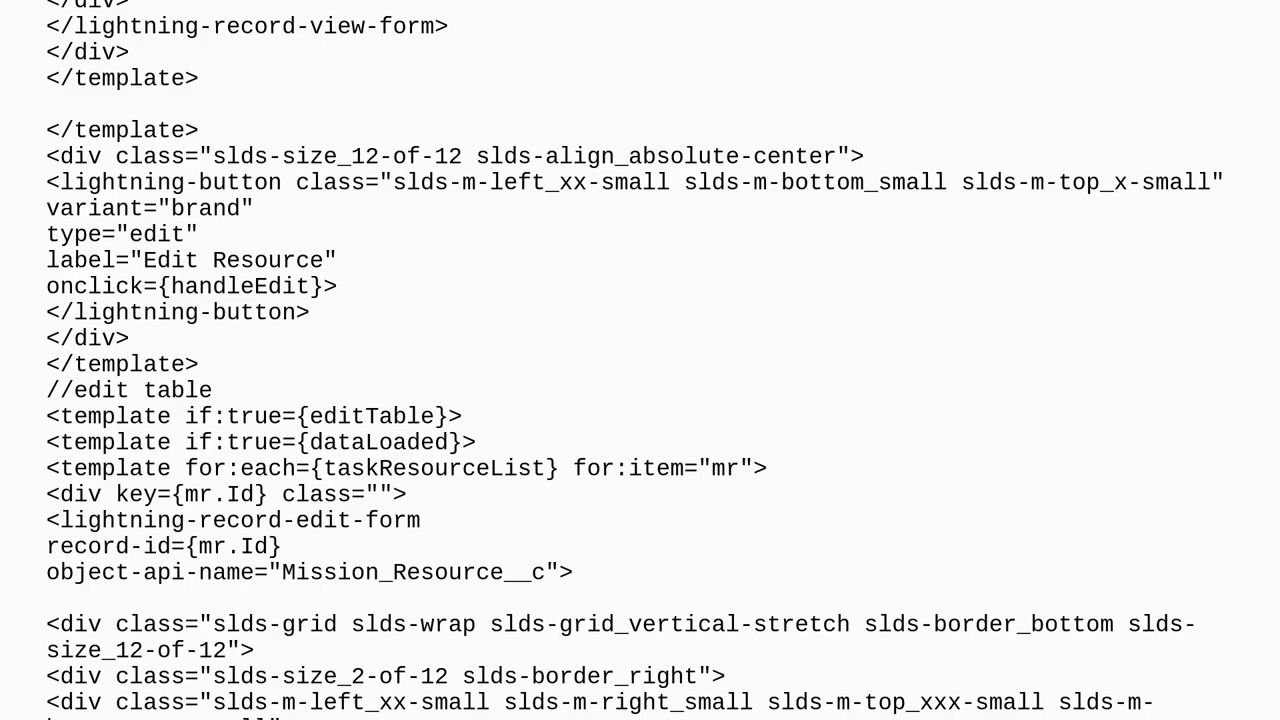 </div>
</lightning-record-view-form>
</div>
</template>
</template>
<div class="slds-size_12-of-12 slds-align_absolute-center">
<lightning-button class="slds-m-left_xx-small slds-m-bottom_small slds-m-top_x-small"
variant="brand"
type="edit"
label="Edit Resource"
onclick={handleEdit}>
</lightning-button>
</div>
</template>
//edit table
<template if:true={editTable}>
<template if:true={dataLoaded}>
<template for:each={taskResourceList} for:item="mr">
<div key={mr.Id} class="">
<lightning-record-edit-form
record-id={mr.Id}
object-api-name="Mission_Resource__c">
<div class="slds-grid slds-wrap slds-grid_vertical-stretch slds-border_bottom slds-
size_12-of-12">
<div class="slds-size_2-of-12 slds-border_right">
<div class="slds-m-left_xx-small slds-m-right_small slds-m-top_xxx-small slds-m-